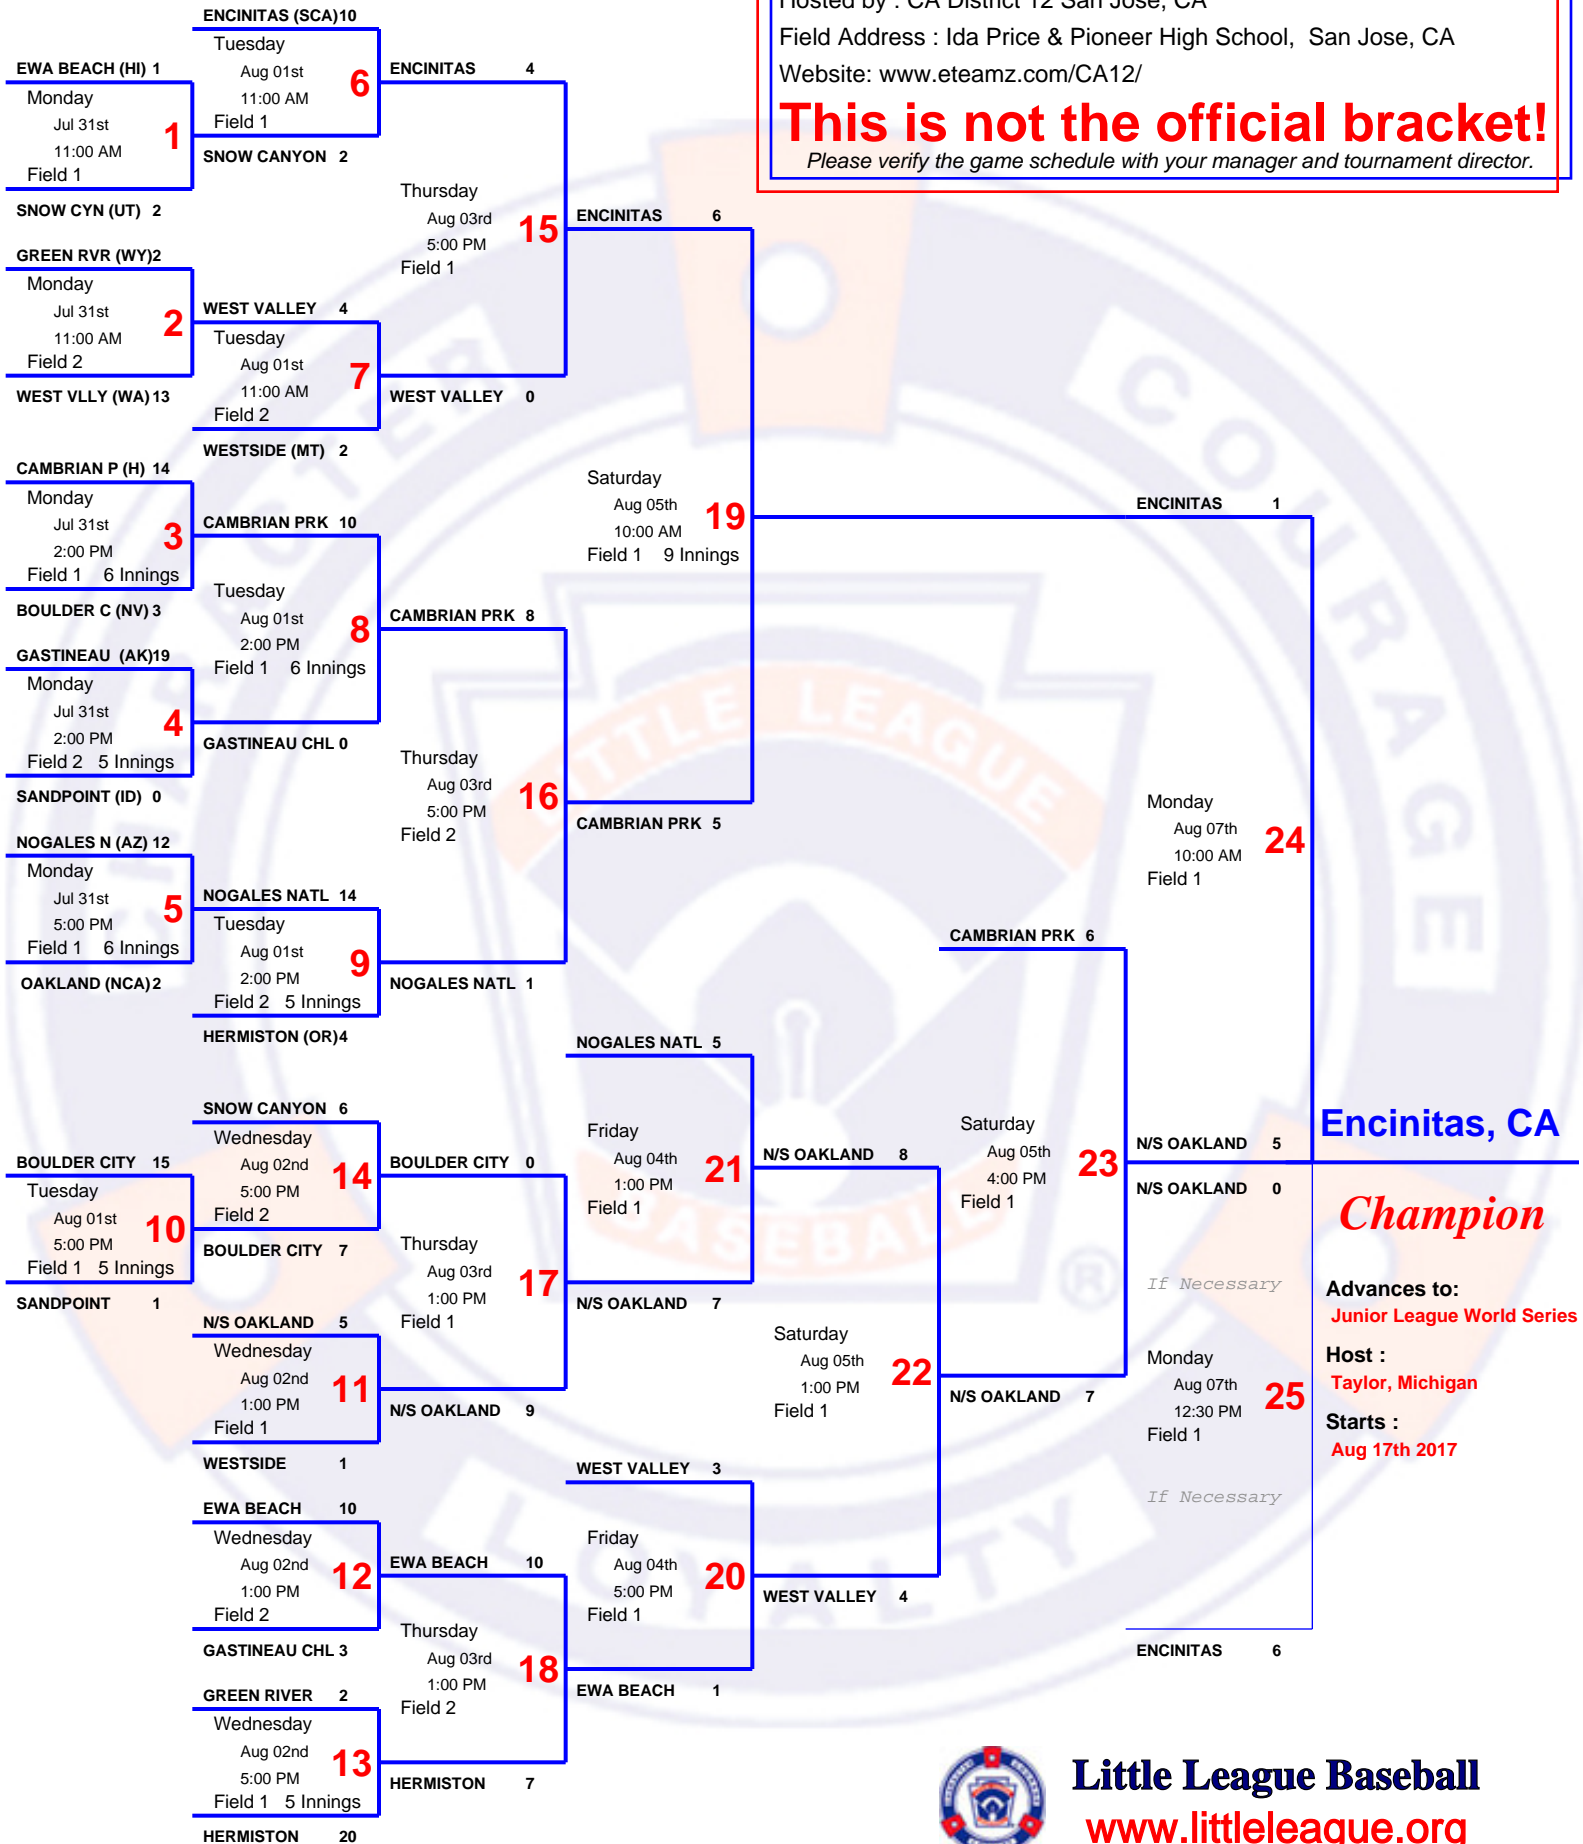 Hosted by : CA District 12 San Jose, CA
Field Address : Ida Price & Pioneer High School, San Jose, CA
Website: www.eteamz.com/CA12/
This is not the official bracket!
Please verify the game schedule with your manager and tournament director.
EWA BEACH (HI) 1
Monday
Jul 31st
11:00 AM
Field 1
1
SNOW CYN (UT) 2
GREEN RVR (WY)2
Monday
Jul 31st
11:00 AM
Field 2
2
WEST VLLY (WA) 13
CAMBRIAN P (H) 14
Monday
Jul 31st
2:00 PM
Field 1 6 Innings
3
BOULDER C (NV) 3
GASTINEAU (AK)19
Monday
Jul 31st
2:00 PM
Field 2 5 Innings
4
SANDPOINT (ID) 0
NOGALES N (AZ) 12
Monday
Jul 31st
5:00 PM
Field 1 6 Innings
5
OAKLAND (NCA) 2
BOULDER CITY 15
Tuesday
Aug 01st
5:00 PM
Field 1 5 Innings
10
SANDPOINT 1
ENCINITAS (SCA)10
Tuesday
Aug 01st
11:00 AM
Field 1
6
SNOW CANYON 2
WEST VALLEY 4
Tuesday
Aug 01st
11:00 AM
Field 2
7
WESTSIDE (MT) 2
CAMBRIAN PRK 10
Tuesday
Aug 01st
2:00 PM
Field 1 6 Innings
8
GASTINEAU CHL 0
NOGALES NATL 14
Tuesday
Aug 01st
2:00 PM
Field 2 5 Innings
9
HERMISTON (OR)4
SNOW CANYON 6
Wednesday
Aug 02nd
5:00 PM
Field 2
14
BOULDER CITY 7
N/S OAKLAND 5
Wednesday
Aug 02nd
1:00 PM
Field 1
11
WESTSIDE 1
EWA BEACH 10
Wednesday
Aug 02nd
1:00 PM
Field 2
12
GASTINEAU CHL 3
GREEN RIVER 2
Wednesday
Aug 02nd
5:00 PM
Field 1 5 Innings
13
HERMISTON 20
ENCINITAS 4
Thursday
Aug 03rd
5:00 PM
Field 1
15
WEST VALLEY 0
CAMBRIAN PRK 8
Thursday
Aug 03rd
5:00 PM
Field 2
16
NOGALES NATL 1
BOULDER CITY 0
Thursday
Aug 03rd
1:00 PM
Field 1
17
N/S OAKLAND 9
EWA BEACH 10
Thursday
Aug 03rd
1:00 PM
Field 2
18
HERMISTON 7
ENCINITAS 6
Saturday
Aug 05th
10:00 AM
Field 1 9 Innings
19
CAMBRIAN PRK 5
NOGALES NATL 5
Friday
Aug 04th
1:00 PM
Field 1
21
N/S OAKLAND 7
WEST VALLEY 3
Friday
Aug 04th
5:00 PM
Field 1
20
EWA BEACH 1
N/S OAKLAND 8
Saturday
Aug 05th
1:00 PM
Field 1
22
WEST VALLEY 4
CAMBRIAN PRK 6
Saturday
Aug 05th
4:00 PM
Field 1
23
N/S OAKLAND 7
ENCINITAS 1
Monday
Aug 07th
10:00 AM
Field 1
24
N/S OAKLAND 5
N/S OAKLAND 0
If Necessary
Monday
Aug 07th
12:30 PM
Field 1
25
If Necessary
ENCINITAS 6
Encinitas, CA
Champion
Advances to:
Junior League World Series
Host :
Taylor, Michigan
Starts :
Aug 17th 2017
CHARACTER
COURAGE
LOYALTY
LITTLE LEAGUE
BASEBALL
®
Little League Baseball
www.littleleague.org